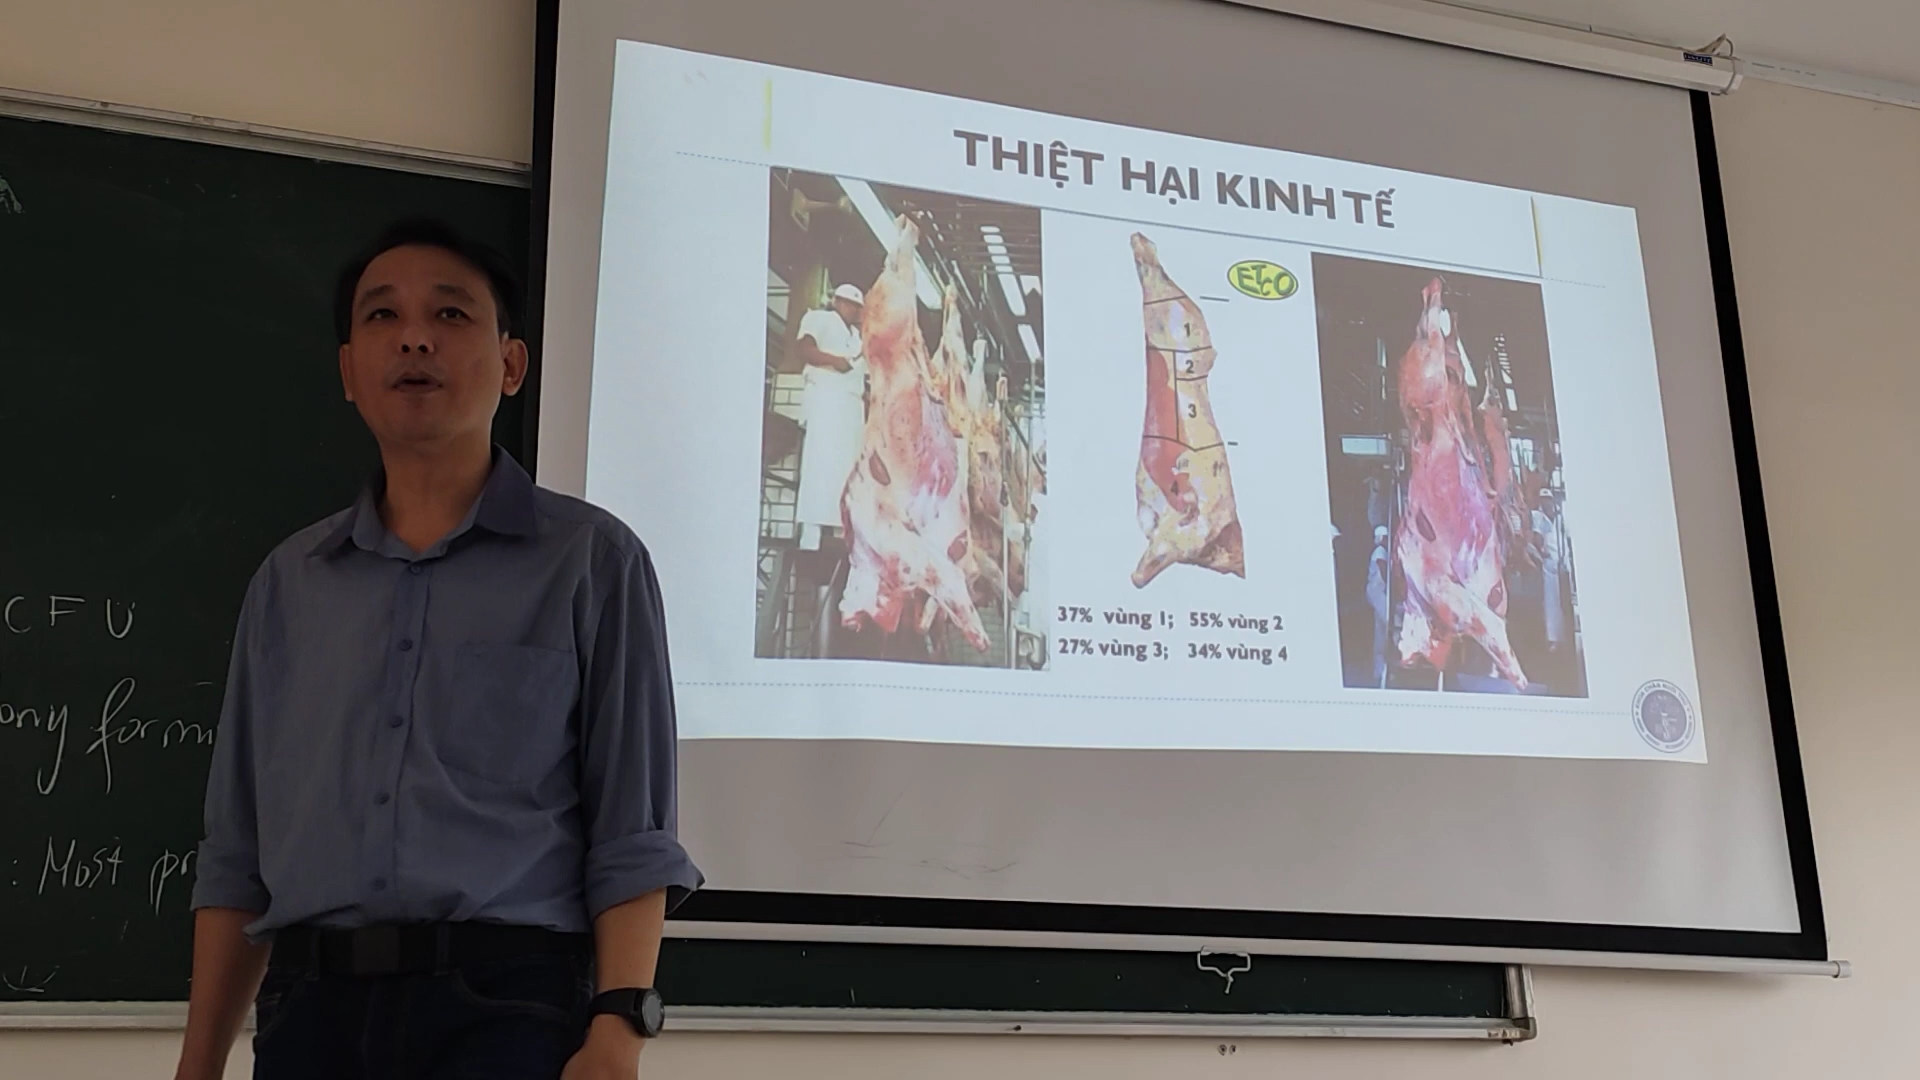 THIỆT HẠI KINH TẾ
1
2
3
4
37% vùng 1; 55% vùng 2
27% vùng 3; 34% vùng 4
CFU
ony form
: Most pr